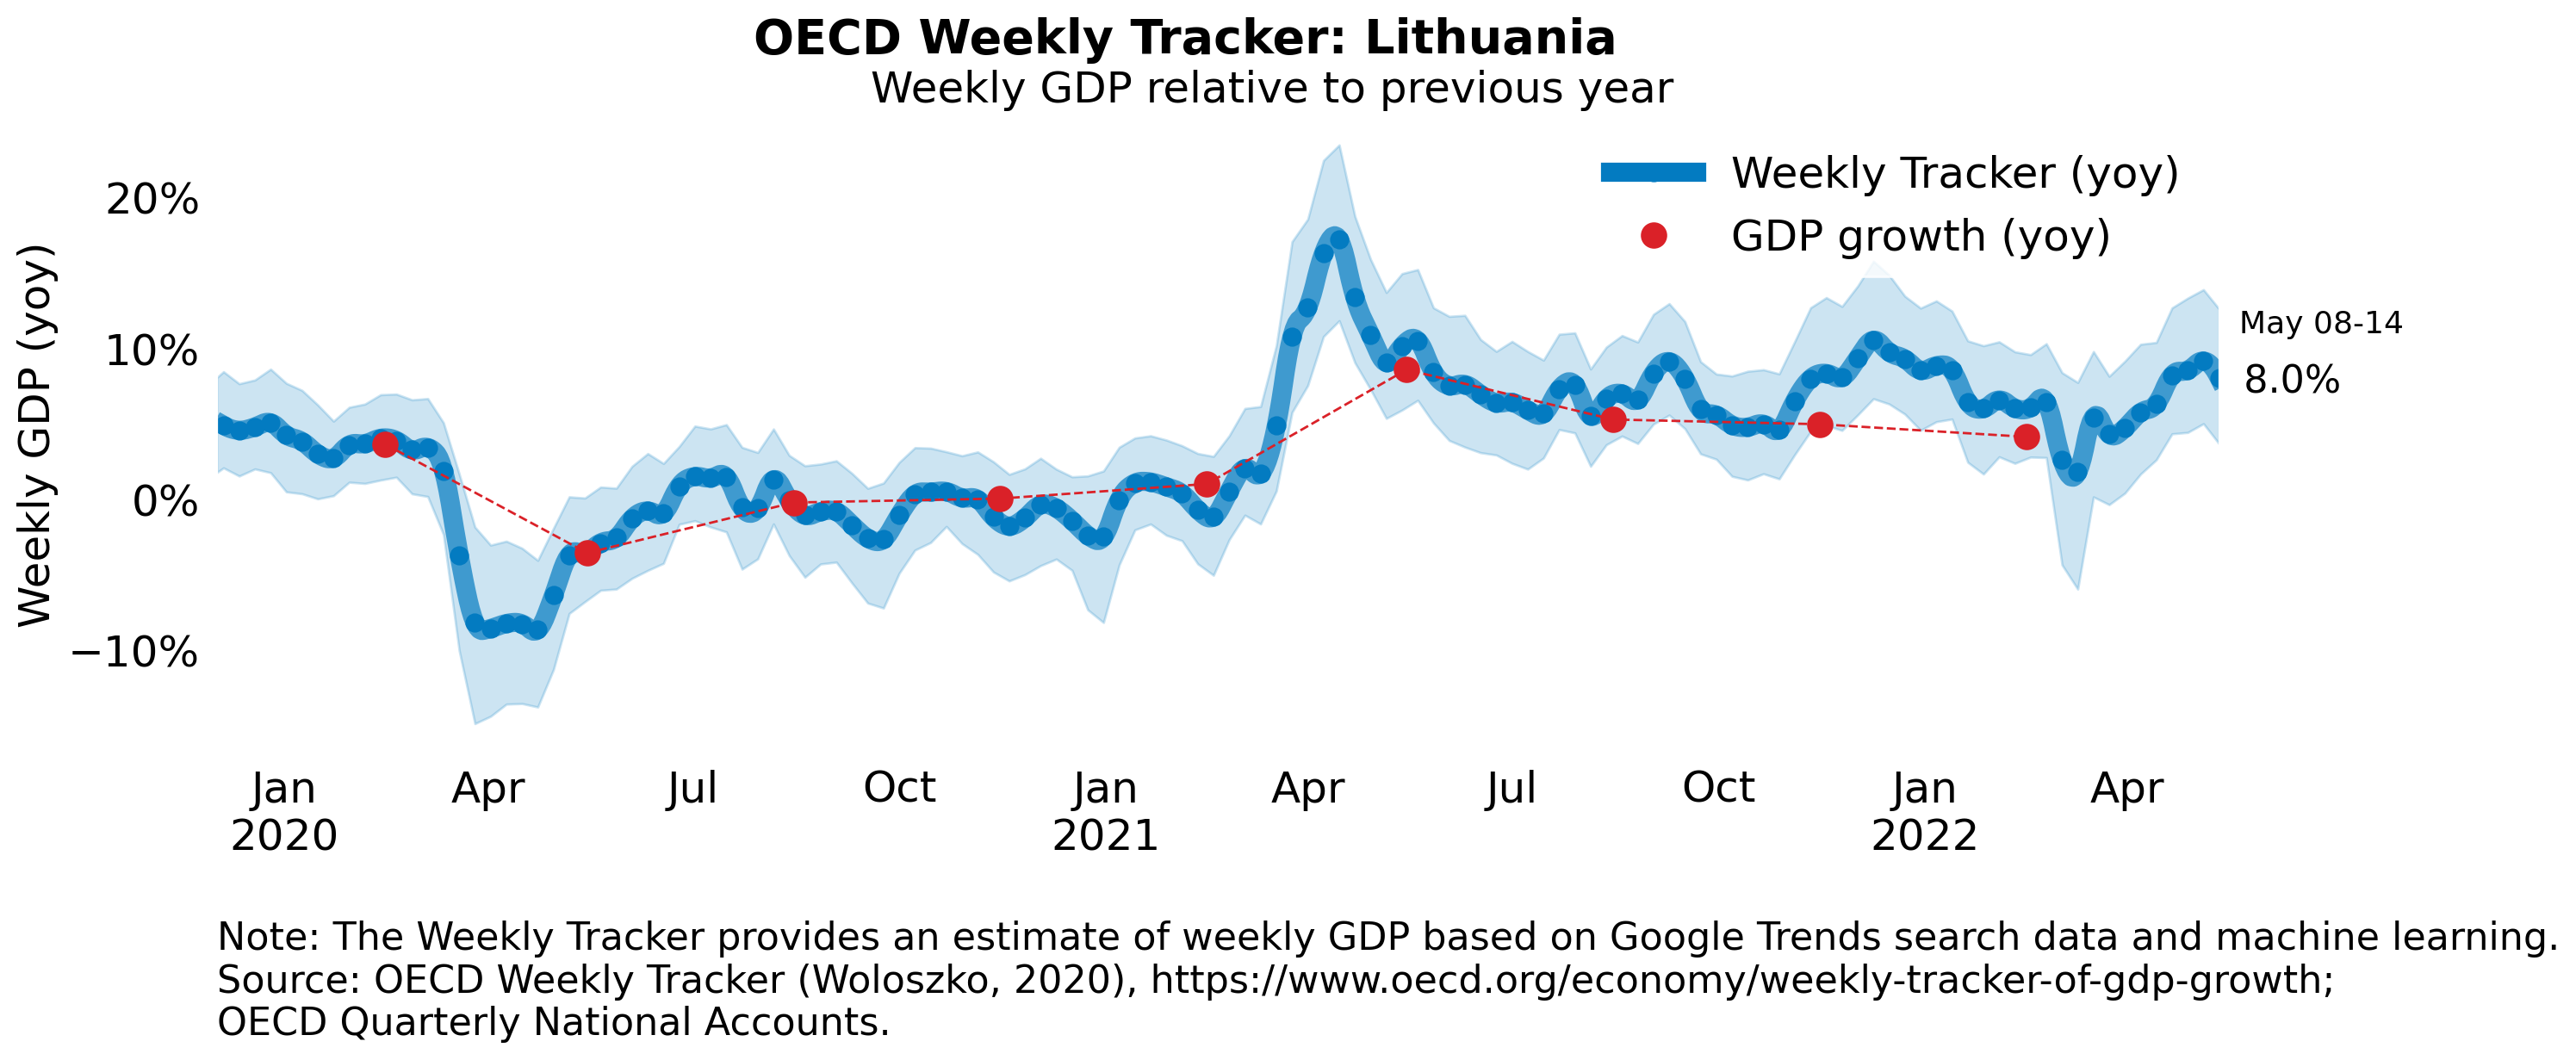 OECD Weekly Tracker: Lithuania
Weekly GDP relative to previous year
Weekly Tracker (yoy)
GDP growth (yoy)
Weekly GDP (yoy)
20%
10%
0%
−10%
May 08-14
8.0%
Jan Apr Jul Oct Jan Apr Jul Oct Jan Apr
2020 2021 2022
Note: The Weekly Tracker provides an estimate of weekly GDP based on Google Trends search data and machine learning.
Source: OECD Weekly Tracker (Woloszko, 2020), https://www.oecd.org/economy/weekly-tracker-of-gdp-growth;
OECD Quarterly National Accounts.